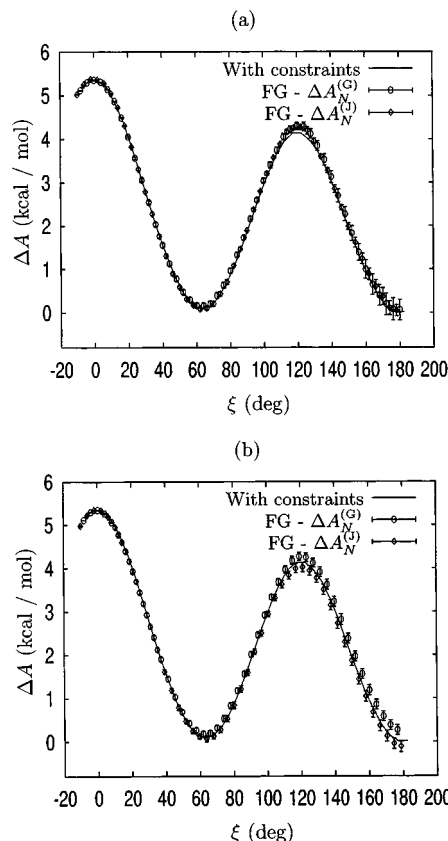 (a)
6
5
4
3
2
1
0
ΔA (kcal / mol)
With constraints
FG - ΔA_N^(G)
FG - ΔA_N^(J)
-20 0 20 40 60 80 100 120 140 160 180 200
ξ (deg)
(b)
6
5
4
3
2
1
0
ΔA (kcal / mol)
With constraints
FG - ΔA_N^(G)
FG - ΔA_N^(J)
-20 0 20 40 60 80 100 120 140 160 180 200
ξ (deg)